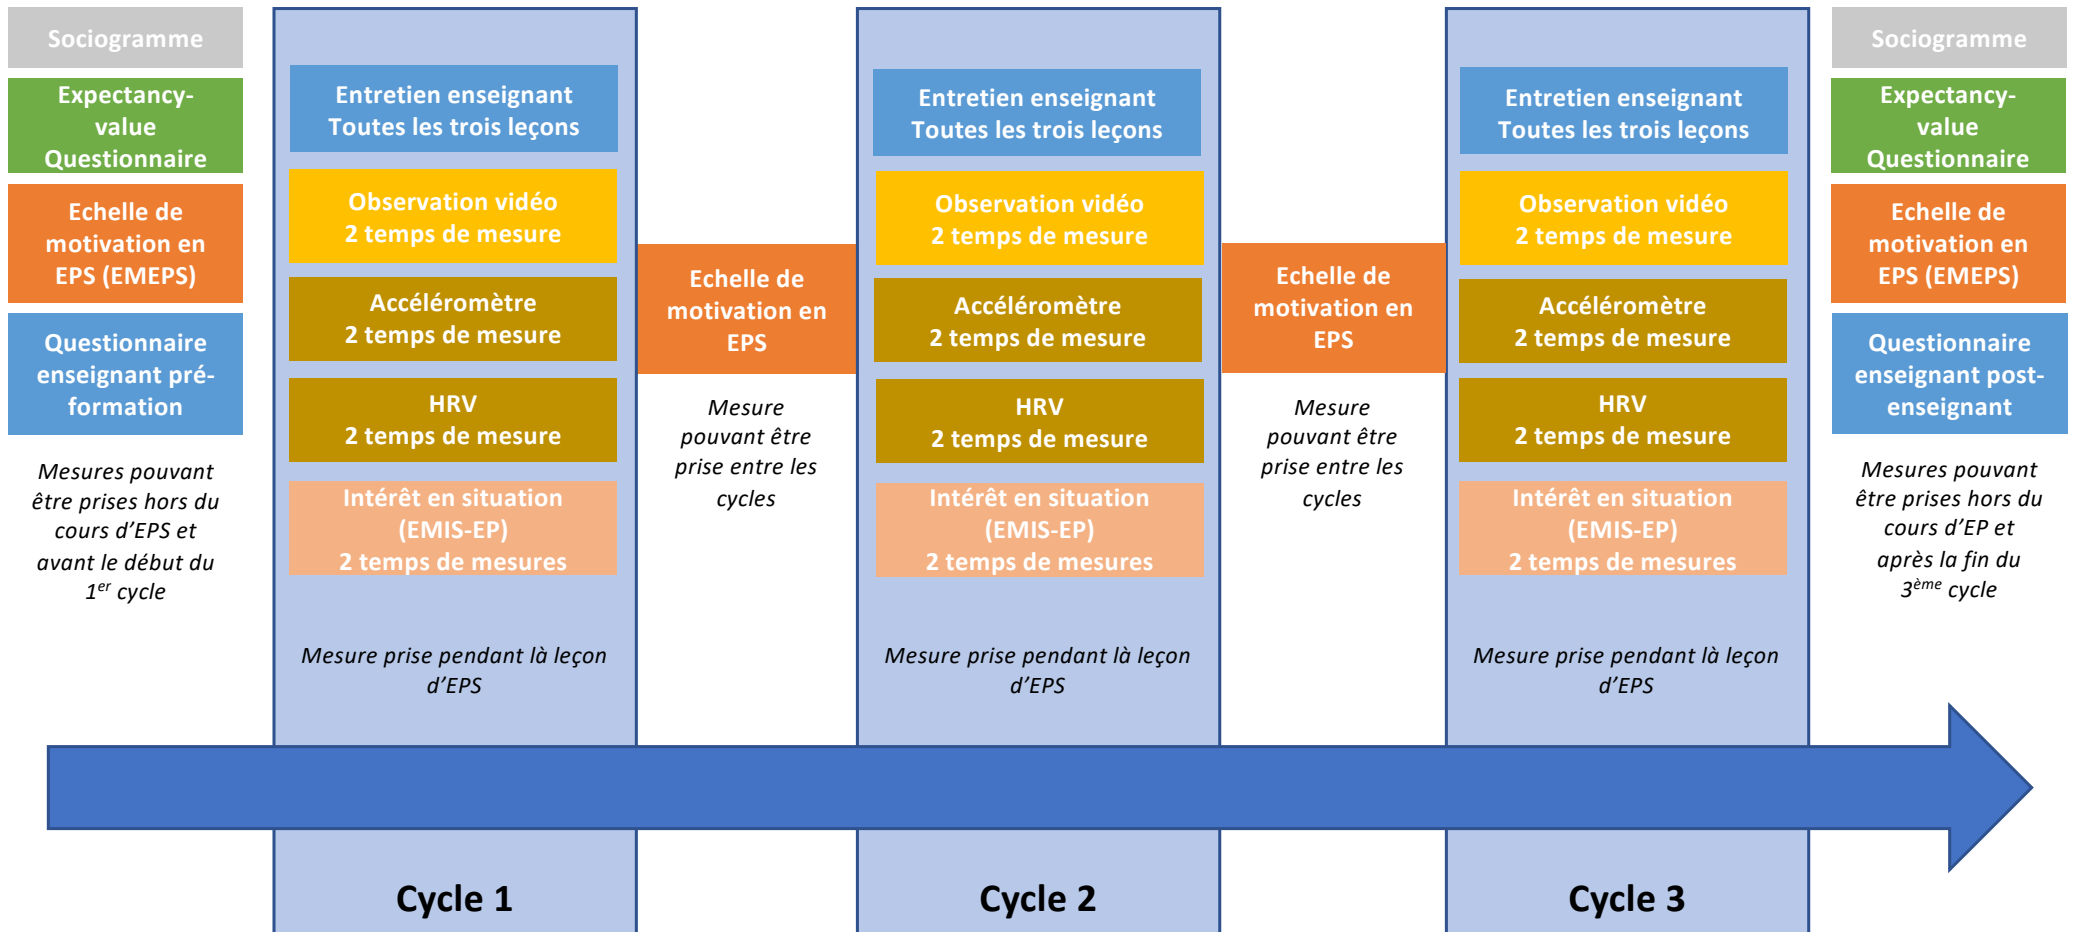 Sociogramme
Expectancy-
value
Questionnaire
Echelle de
motivation en
EPS (EMEPS)
Questionnaire
enseignant pré-
formation
Mesures pouvant
être prises hors du
cours d’EPS et
avant le début du
1er cycle
Entretien enseignant
Toutes les trois leçons
Observation vidéo
2 temps de mesure
Accéléromètre
2 temps de mesure
HRV
2 temps de mesure
Intérêt en situation
(EMIS-EP)
2 temps de mesures
Mesure prise pendant là leçon
d’EPS
Cycle 1
Echelle de
motivation en
EPS
Mesure
pouvant être
prise entre les
cycles
Entretien enseignant
Toutes les trois leçons
Observation vidéo
2 temps de mesure
Accéléromètre
2 temps de mesure
HRV
2 temps de mesure
Intérêt en situation
(EMIS-EP)
2 temps de mesures
Mesure prise pendant là leçon
d’EPS
Cycle 2
Echelle de
motivation en
EPS
Mesure
pouvant être
prise entre les
cycles
Entretien enseignant
Toutes les trois leçons
Observation vidéo
2 temps de mesure
Accéléromètre
2 temps de mesure
HRV
2 temps de mesure
Intérêt en situation
(EMIS-EP)
2 temps de mesures
Mesure prise pendant là leçon
d’EPS
Cycle 3
Sociogramme
Expectancy-
value
Questionnaire
Echelle de
motivation en
EPS (EMEPS)
Questionnaire
enseignant post-
enseignant
Mesures pouvant
être prises hors du
cours d’EP et
après la fin du
3ème cycle